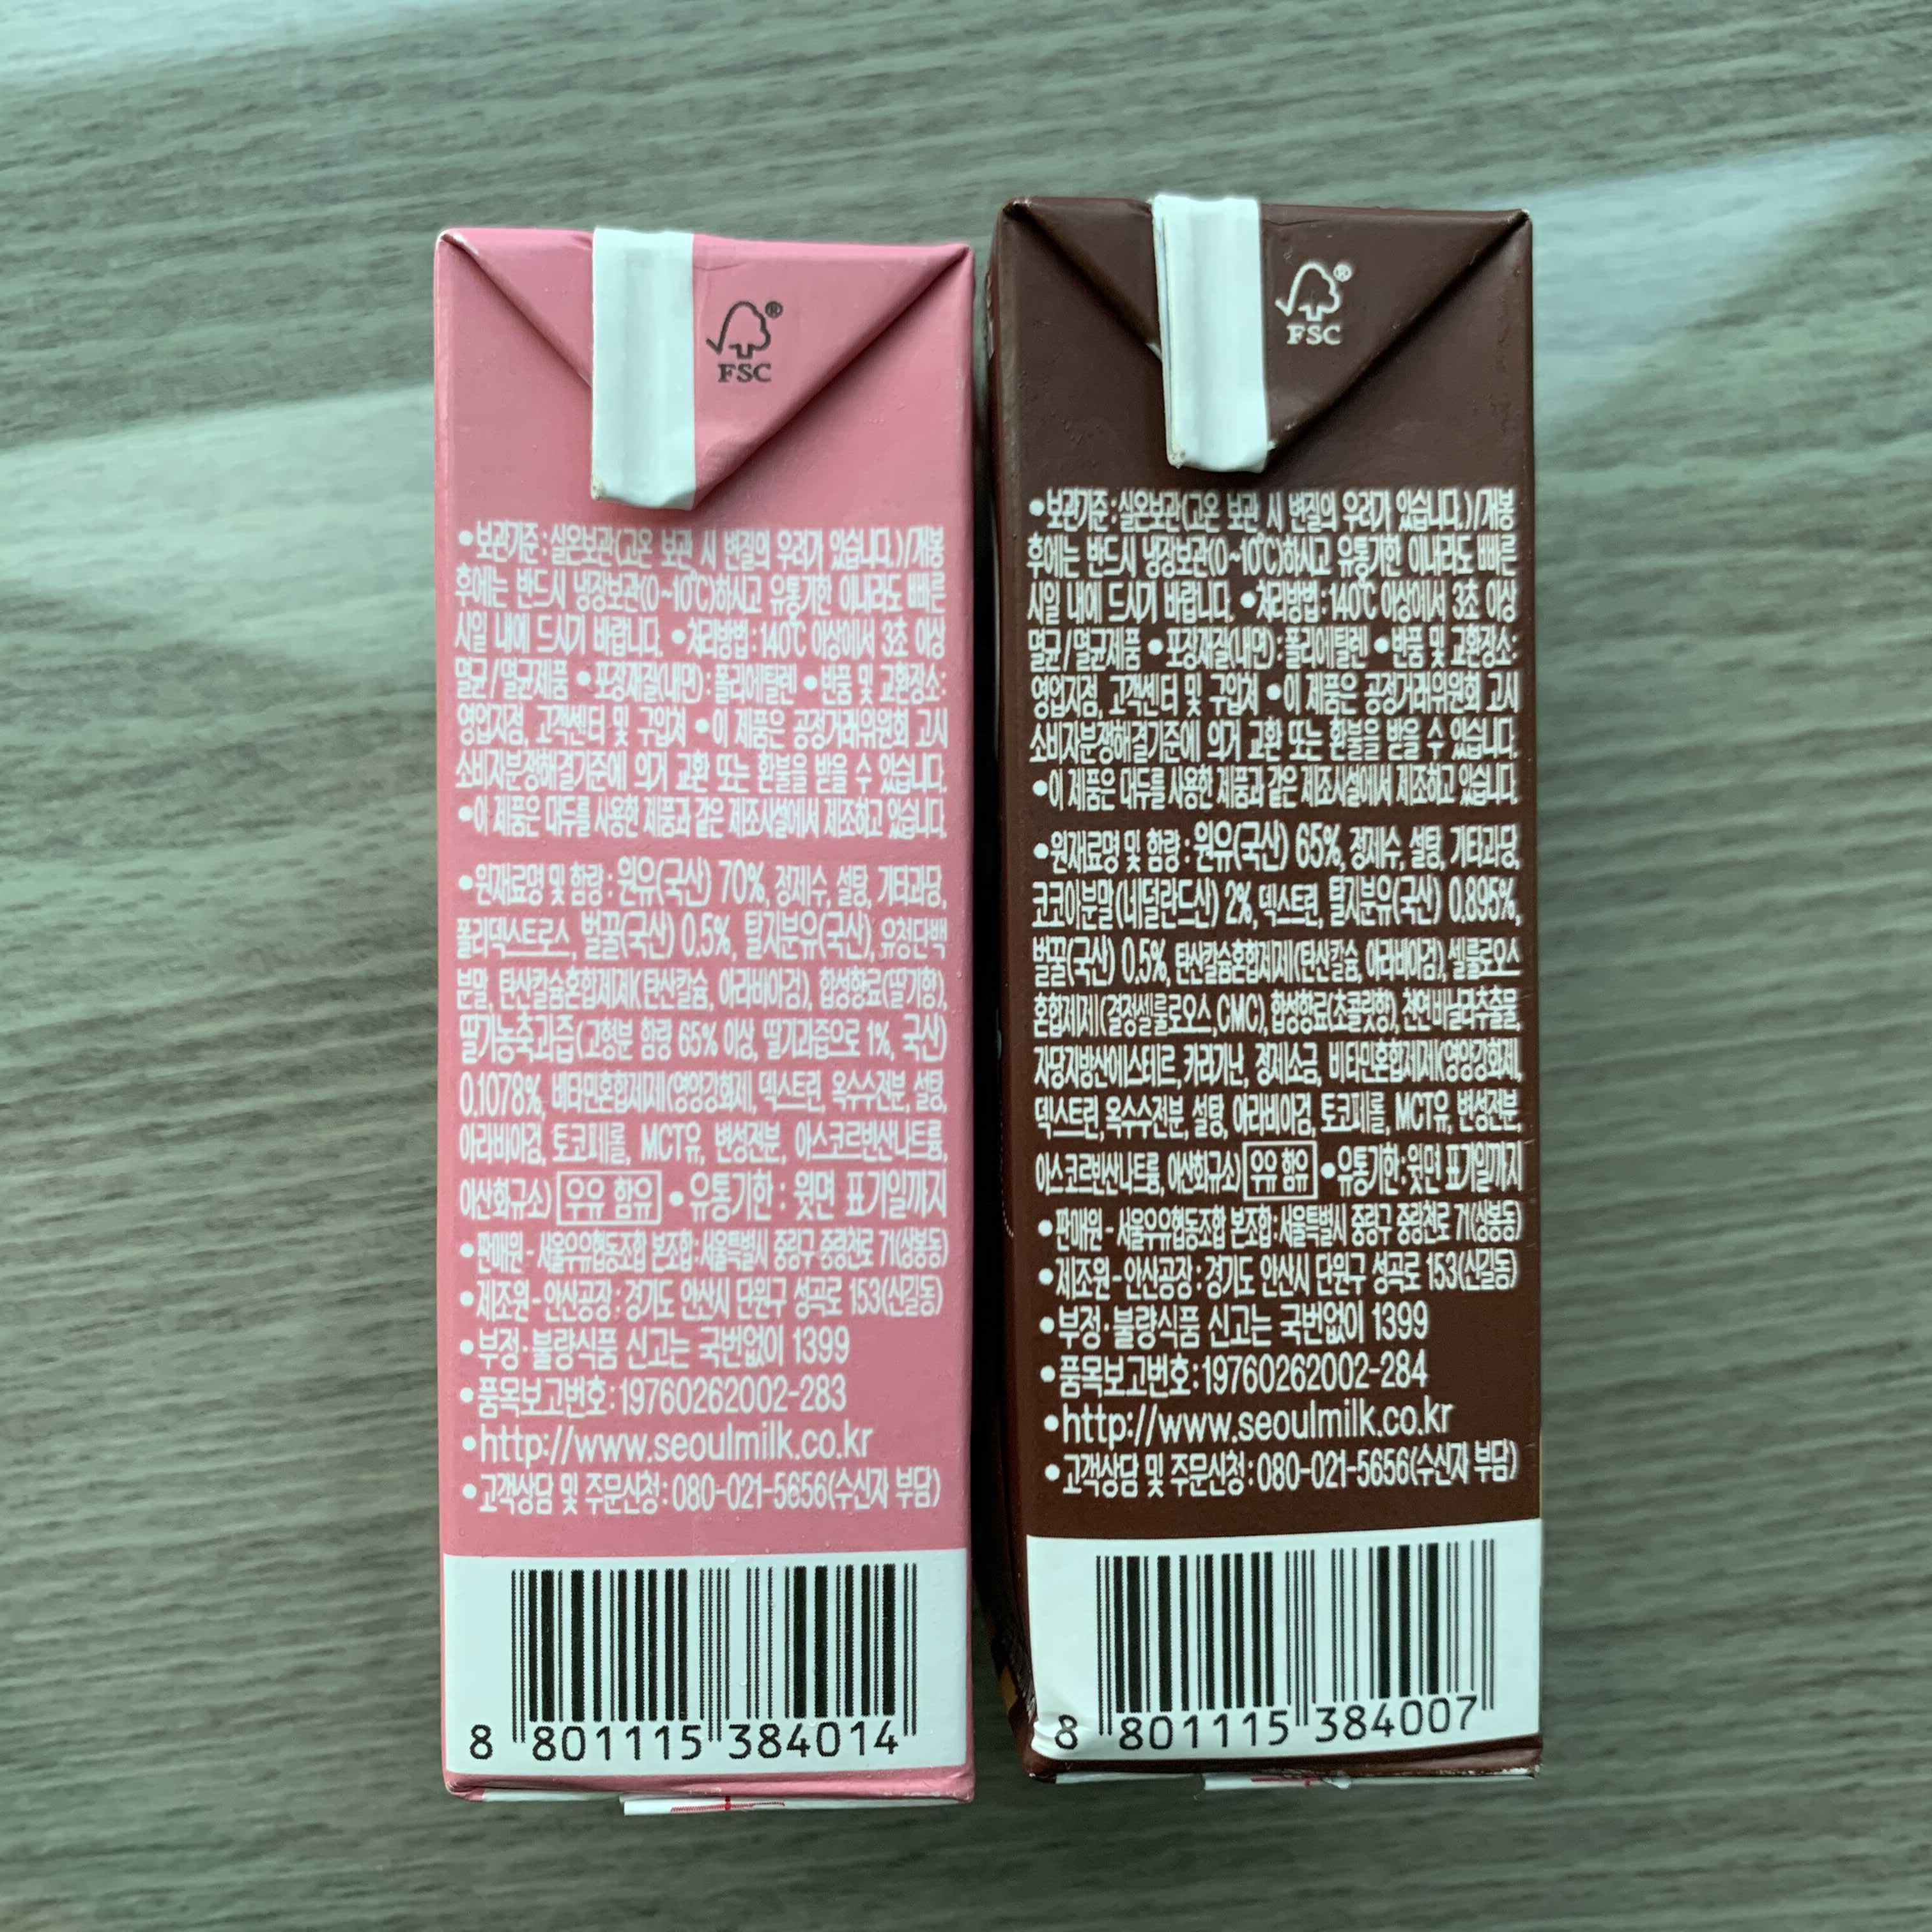 FSC
•보관기준:실온보관(고온 보관 시 변질의 우려가 있습니다.)/개봉
후에는 반드시 냉장보관(0~10℃)하시고 유통기한 이내라도 빠른
시일 내에 드시기 바랍니다. •처리방법:140℃ 이상에서 3초 이상
멸균/멸균제품 •포장재질(내면):폴리에틸렌 •반품 및 교환장소:
영업지점, 고객센터 및 구입처 •이 제품은 공정거래위원회 고시
소비자분쟁해결기준에 의거 교환 또는 환불을 받을 수 있습니다.
•이 제품은 대두를 사용한 제품과 같은 제조시설에서 제조하고 있습니다.
•원재료명 및 함량:원유(국산) 70%, 정제수, 설탕, 기타과당,
폴리덱스트로스, 벌꿀(국산) 0.5%, 탈지분유(국산), 유청단백
분말, 탄산칼슘혼합제제(탄산칼슘, 아라비아검), 합성향료(딸기향),
딸기농축과즙(고형분 함량 65% 이상, 딸기과즙으로 1%, 국산)
0.1078%, 비타민혼합제제(영양강화제, 덱스트린, 옥수수전분, 설탕,
아라비아검, 토코페롤, MCT유, 변성전분, 아스코르빈산나트륨,
이산화규소) 우유 함유 •유통기한:윗면 표기일까지
•판매원-서울우유협동조합 본조합:서울특별시 중랑구 중랑천로 71(상봉동)
•제조원-안산공장:경기도 안산시 단원구 성곡로 153(신길동)
•부정·불량식품 신고는 국번없이 1399
•품목보고번호:19760262002-283
•http://www.seoulmilk.co.kr
•고객상담 및 주문신청:080-021-5656(수신자 부담)
8 801115 384014
FSC
•보관기준:실온보관(고온 보관 시 변질의 우려가 있습니다.)/개봉
후에는 반드시 냉장보관(0~10℃)하시고 유통기한 이내라도 빠른
시일 내에 드시기 바랍니다. •처리방법:140℃ 이상에서 3초 이상
멸균/멸균제품 •포장재질(내면):폴리에틸렌 •반품 및 교환장소:
영업지점, 고객센터 및 구입처 •이 제품은 공정거래위원회 고시
소비자분쟁해결기준에 의거 교환 또는 환불을 받을 수 있습니다.
•이 제품은 대두를 사용한 제품과 같은 제조시설에서 제조하고 있습니다.
•원재료명 및 함량:원유(국산) 65%, 정제수, 설탕, 기타과당,
코코아분말(네덜란드산) 2%, 덱스트린, 탈지분유(국산) 0.895%,
벌꿀(국산) 0.5%, 탄산칼슘혼합제제(탄산칼슘, 아라비아검), 셀룰로오스
혼합제제(결정셀룰로오스,CMC), 합성향료(초콜릿향), 천연바닐라추출물,
자당지방산에스테르, 카라기난, 정제소금, 비타민혼합제제(영양강화제,
덱스트린, 옥수수전분, 설탕, 아라비아검, 토코페롤, MCT유, 변성전분,
아스코르빈산나트륨, 이산화규소) 우유 함유 •유통기한:윗면 표기일까지
•판매원-서울우유협동조합 본조합:서울특별시 중랑구 중랑천로 71(상봉동)
•제조원-안산공장:경기도 안산시 단원구 성곡로 153(신길동)
•부정·불량식품 신고는 국번없이 1399
•품목보고번호:19760262002-284
•http://www.seoulmilk.co.kr
•고객상담 및 주문신청:080-021-5656(수신자 부담)
8 801115 384007